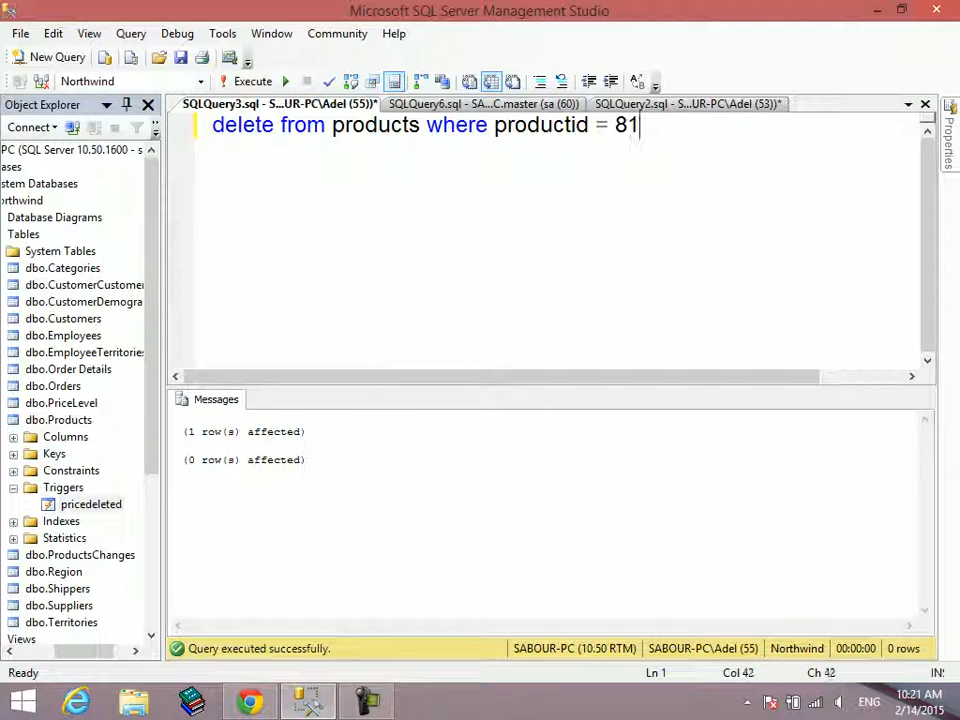 Microsoft SQL Server Management Studio
File Edit View Query Debug Tools Window Community Help
New Query
Northwind Execute
Object Explorer
SQLQuery3.sql - S...UR-PC\Adel (55))* SQLQuery6.sql - SA...C.master (sa (60)) SQLQuery2.sql - S...UR-PC\Adel (53))*
Properties
Connect
delete from products where productid = 81
PC (SQL Server 10.50.1600 - s
ases
stem Databases
rthwind
Database Diagrams
Tables
System Tables
dbo.Categories
dbo.CustomerCustome
dbo.CustomerDemogra
dbo.Customers
dbo.Employees
dbo.EmployeeTerritorie
dbo.Order Details
dbo.Orders
dbo.PriceLevel
dbo.Products
Columns
Keys
Constraints
Triggers
pricedeleted
Indexes
Statistics
dbo.ProductsChanges
dbo.Region
dbo.Shippers
dbo.Suppliers
dbo.Territories
Views
Messages
(1 row(s) affected)
(0 row(s) affected)
Query executed successfully. SABOUR-PC (10.50 RTM) SABOUR-PC\Adel (55) Northwind 00:00:00 0 rows
Ready Ln 1 Col 42 Ch 42 INS
ENG
10:21 AM
2/14/2015